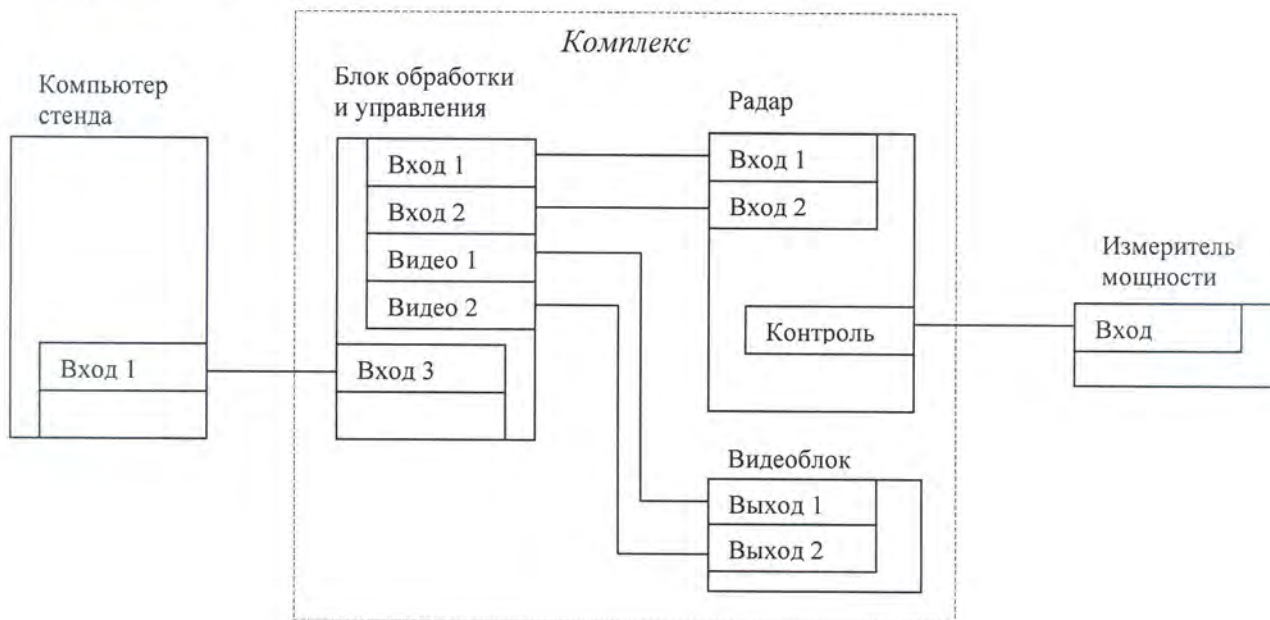 Комплекс
Компьютер
стенда
Вход 1
Блок обработки
и управления
Вход 1
Вход 2
Видео 1
Видео 2
Вход 3
Радар
Вход 1
Вход 2
Контроль
Видеоблок
Выход 1
Выход 2
Измеритель
мощности
Вход